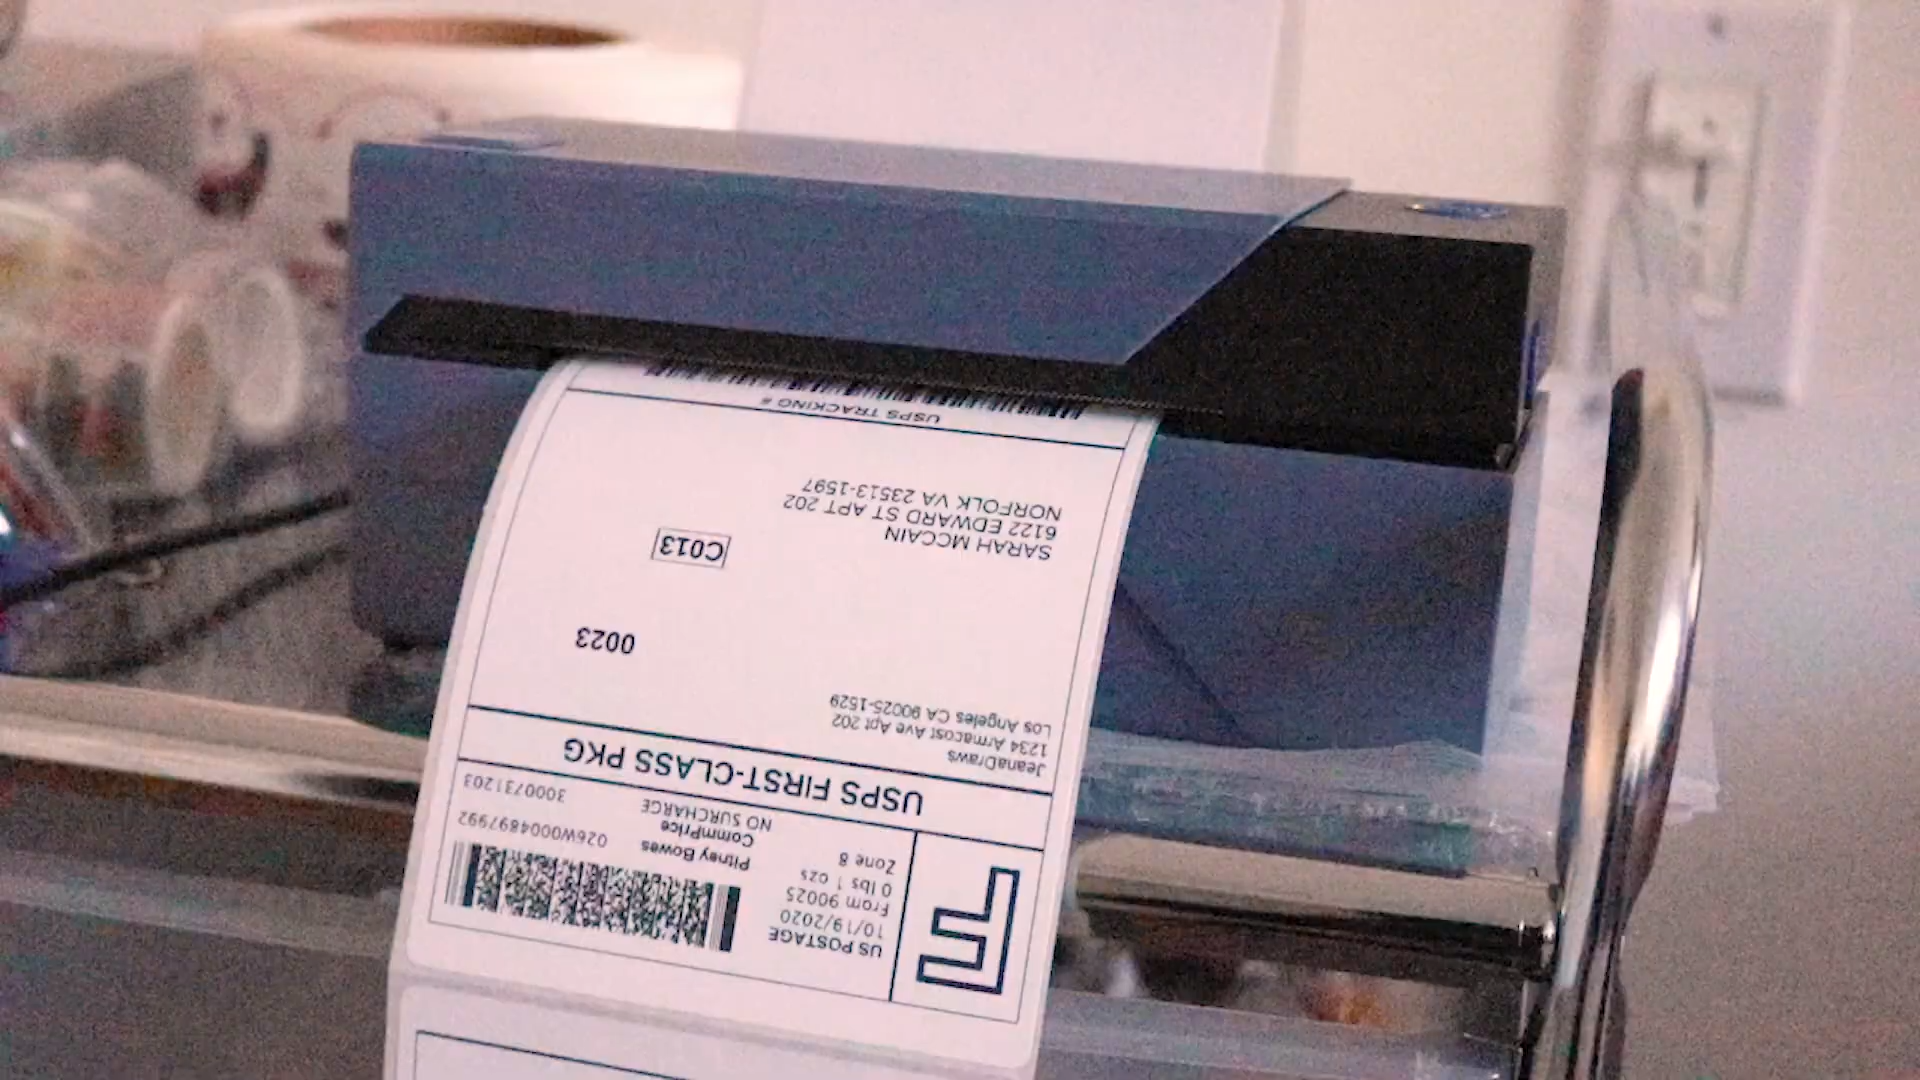 F
US POSTAGE
10/19/2020
From 90025
0 lbs 1 ozs
Zone 8
Pitney Bowes
CommPrice
NO SURCHARGE
026W0004897992
3000731203
USPS FIRST-CLASS PKG
JeanaDraws
1234 Armacost Ave Apt 202
Los Angeles CA 90025-1529
0023
C013
SARAH MCCAIN
6122 EDWARD ST APT 202
NORFOLK VA 23513-1597
USPS TRACKING #